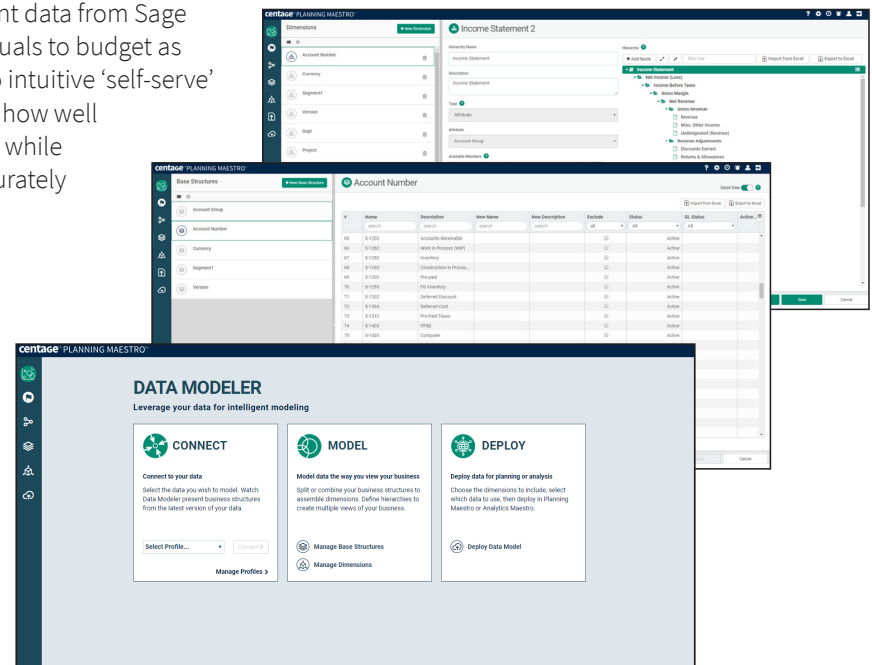 nt data from Sage
uals to budget as
o intuitive ‘self-serve’
how well
while
urately
centage PLANNING MAESTRO
Dimensions
+ New Dimension
Account Number
Currency
Segment1
Version
Dept
Project
Income Statement 2
Hierarchy Name
Income Statement
Description
Income Statement
Type
Attribute
Attribute
Account Group
Available Members
Hierarchy
+ Add Node
Import from Excel
Export to Excel
Income Statement
Net Income (Loss)
Income Before Taxes
Gross Margin
Net Revenue
Gross Revenue
Revenue
Misc. Other Income
Undesignated (Revenue)
Revenue Adjustments
Discounts Earned
Returns & Allowances
Save Cancel
centage PLANNING MAESTRO
Base Structures
+ New Base Structure
Account Group
Account Number
Currency
Segment1
Version
Account Number
Detail View
Import from Excel Export to Excel
# Name Description New Name New Description Exclude Status GL Status Active...
search search search search all All All
65 S-1200 Accounts Receivable Active
66 S-1260 Work in Process (WIP) Active
67 S-1250 Inventory Active
68 S-1265 Construction in Proces... Active
69 S-1300 Pre-paid Active
70 S-1255 FG Inventory Active
71 S-1302 Deferred Discount Active
72 S-1304 Deferred Cost Active
73 S-1310 Pre-Paid Taxes Active
74 S-1400 PP&E Active
75 S-1420 Computer Active
Cancel
centage PLANNING MAESTRO
DATA MODELER
Leverage your data for intelligent modeling
CONNECT
Connect to your data
Select the data you wish to model. Watch
Data Modeler present business structures
from the latest version of your data.
Select Profile...
Connect >
Manage Profiles >
MODEL
Model data the way you view your business
Split or combine your business structures to
assemble dimensions. Define hierarchies to
create multiple views of your business.
Manage Base Structures
Manage Dimensions
DEPLOY
Deploy data for planning or analysis
Choose the dimensions to include, select
which data to use, then deploy in Planning
Maestro or Analytics Maestro.
Deploy Data Model